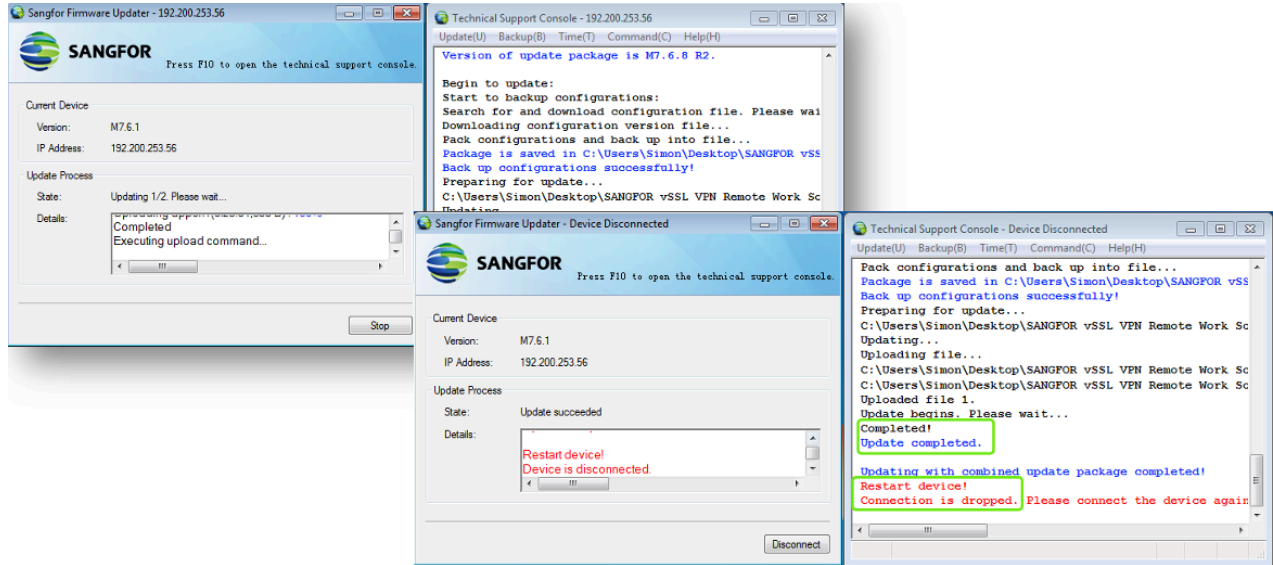 Sangfor Firmware Updater - 192.200.253.56
SANGFOR
Press F10 to open the technical support console.
Current Device
Version: M7.6.1
IP Address: 192.200.253.56
Update Process
State: Updating 1/2. Please wait...
Details:
Completed
Executing upload command...
Stop
Technical Support Console - 192.200.253.56
Update(U) Backup(B) Time(T) Command(C) Help(H)
Version of update package is M7.6.8 R2.
Begin to update:
Start to backup configurations:
Search for and download configuration file. Please wai
Downloading configuration version file...
Pack configurations and back up into file...
Package is saved in C:\Users\Simon\Desktop\SANGFOR vSS
Back up configurations successfully!
Preparing for update...
C:\Users\Simon\Desktop\SANGFOR vSSL VPN Remote Work Sc
Updating
Sangfor Firmware Updater - Device Disconnected
SANGFOR
Press F10 to open the technical support console.
Current Device
Version: M7.6.1
IP Address: 192.200.253.56
Update Process
State: Update succeeded
Details:
Restart device!
Device is disconnected.
Disconnect
Technical Support Console - Device Disconnected
Update(U) Backup(B) Time(T) Command(C) Help(H)
Pack configurations and back up into file...
Package is saved in C:\Users\Simon\Desktop\SANGFOR vSS
Back up configurations successfully!
Preparing for update...
C:\Users\Simon\Desktop\SANGFOR vSSL VPN Remote Work Sc
Updating...
Uploading file...
C:\Users\Simon\Desktop\SANGFOR vSSL VPN Remote Work Sc
C:\Users\Simon\Desktop\SANGFOR vSSL VPN Remote Work Sc
Uploaded file 1.
Update begins. Please wait...
Completed!
Update completed.
Updating with combined update package completed!
Restart device!
Connection is dropped. Please connect the device again